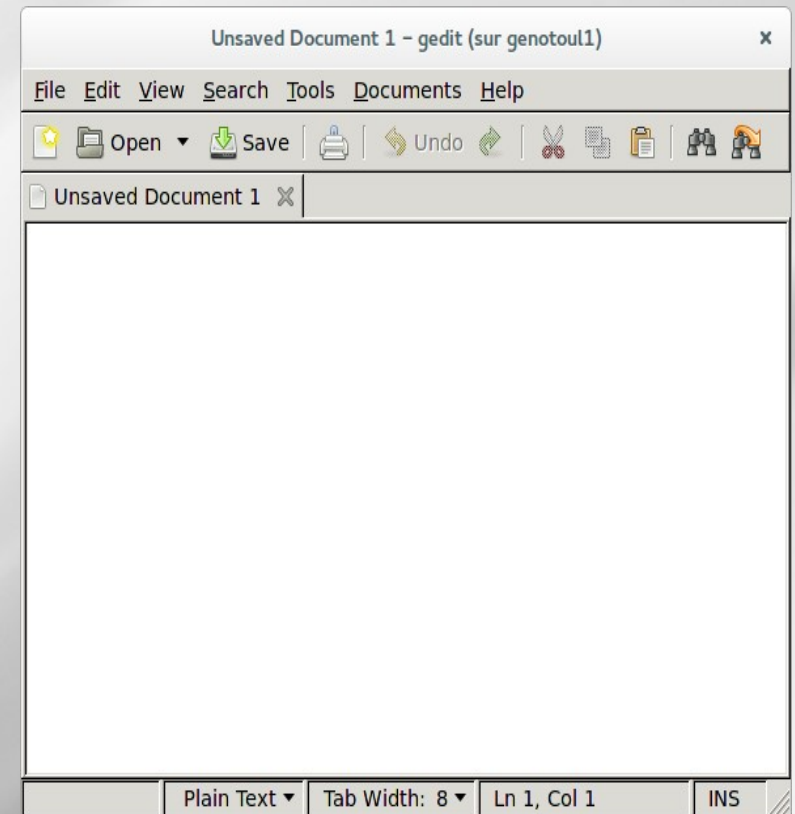 Unsaved Document 1 – gedit (sur genotoul1) x
File Edit View Search Tools Documents Help
Open Save Undo
Unsaved Document 1
Plain Text Tab Width: 8 Ln 1, Col 1 INS